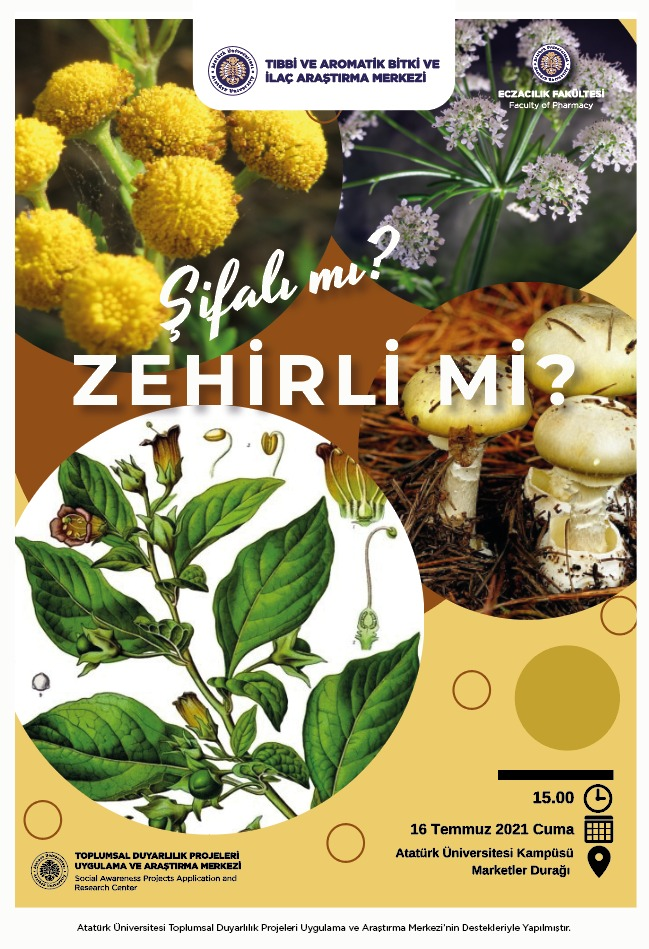 TIBBİ VE AROMATİK BİTKİ VE
İLAÇ ARAŞTIRMA MERKEZİ
ECZACILIK FAKÜLTESİ
Faculty of Pharmacy
Şifalı mı?
ZEHİRLİ Mİ?
15.00
16 Temmuz 2021 Cuma
Atatürk Üniversitesi Kampüsü
Marketler Durağı
TOPLUMSAL DUYARLILIK PROJELERİ
UYGULAMA VE ARAŞTIRMA MERKEZİ
Social Awareness Projects Application and
Research Center
Atatürk Üniversitesi Toplumsal Duyarlılık Projeleri Uygulama ve Araştırma Merkezi'nin Destekleriyle Yapılmıştır.